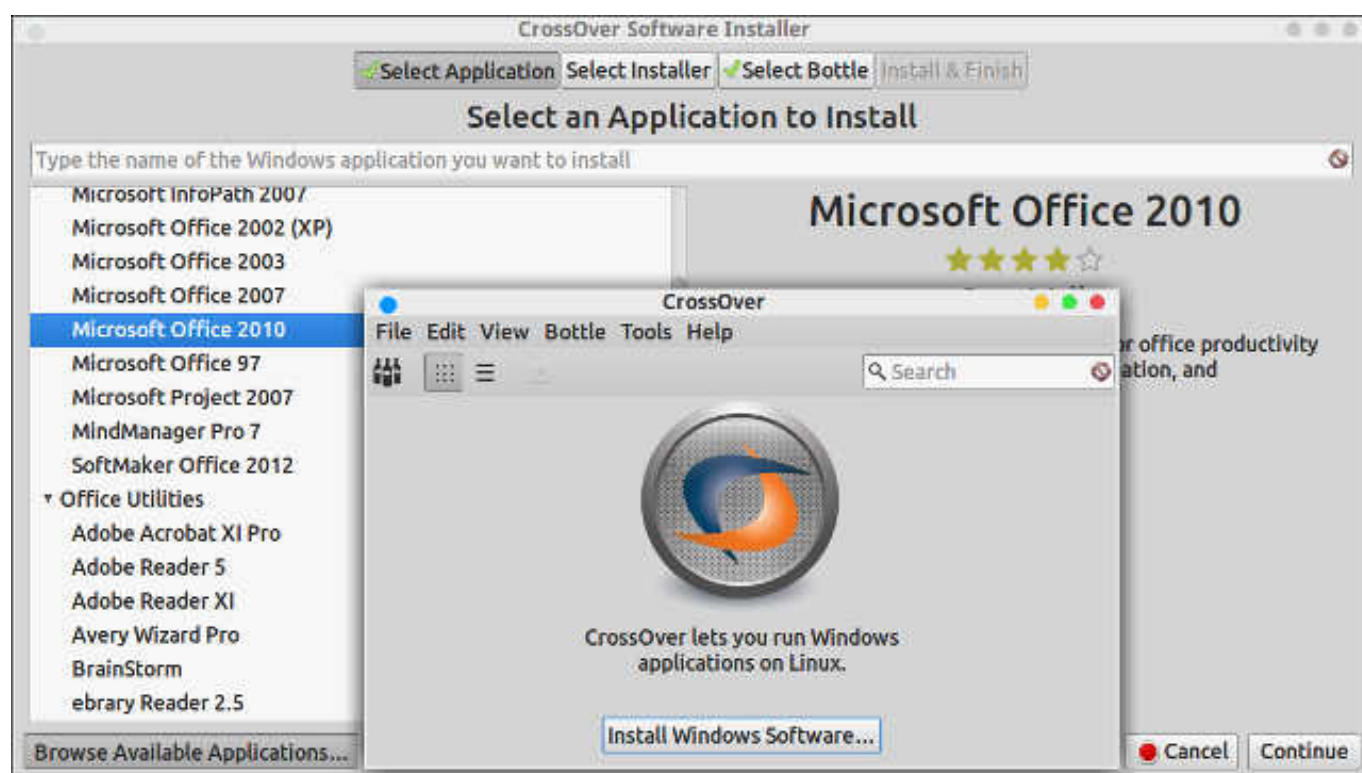 CrossOver Software Installer
Select Application Select Installer Select Bottle Install & Finish
Select an Application to Install
Type the name of the Windows application you want to install
Microsoft InfoPath 2007
Microsoft Office 2002 (XP)
Microsoft Office 2003
Microsoft Office 2007
Microsoft Office 2010
Microsoft Office 97
Microsoft Project 2007
MindManager Pro 7
SoftMaker Office 2012
Office Utilities
Adobe Acrobat XI Pro
Adobe Reader 5
Adobe Reader XI
Avery Wizard Pro
BrainStorm
ebrary Reader 2.5
Browse Available Applications...
Microsoft Office 2010
office productivity
ation, and
CrossOver
File Edit View Bottle Tools Help
Search
CrossOver lets you run Windows
applications on Linux.
Install Windows Software...
Cancel Continue